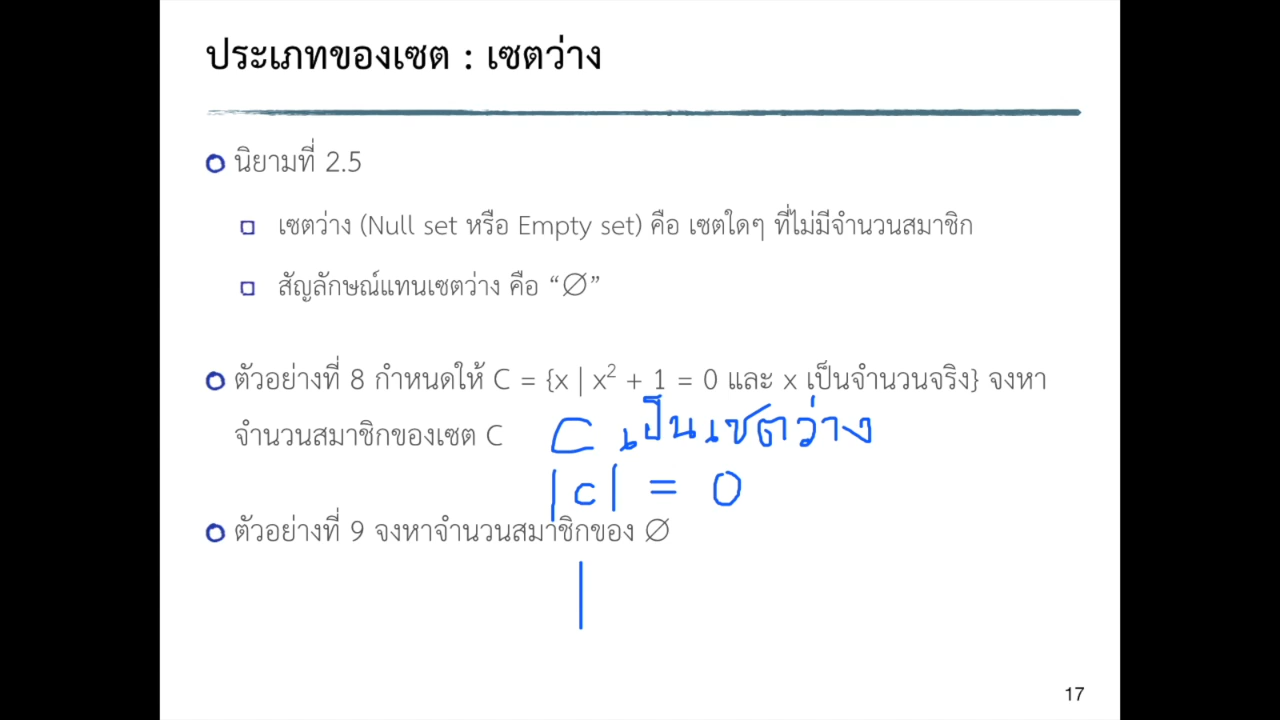 ประเภทของเซต : เซตว่าง
นิยามที่ 2.5
เซตว่าง (Null set หรือ Empty set) คือ เซตใดๆ ที่ไม่มีจำนวนสมาชิก
สัญลักษณ์แทนเซตว่าง คือ “∅”
ตัวอย่างที่ 8 กำหนดให้ C = {x | x² + 1 = 0 และ x เป็นจำนวนจริง} จงหา
จำนวนสมาชิกของเซต C
C เป็นเซตว่าง
|C| = 0
ตัวอย่างที่ 9 จงหาจำนวนสมาชิกของ ∅
|
17